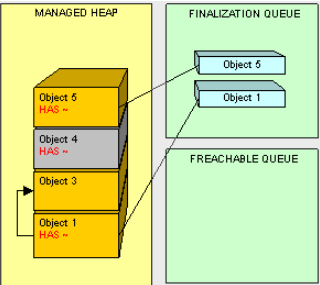 MANAGED HEAP
Object 5
HAS ~
Object 4
HAS ~
Object 3
Object 1
HAS ~
FINALIZATION QUEUE
Object 5
Object 1
FREACHABLE QUEUE